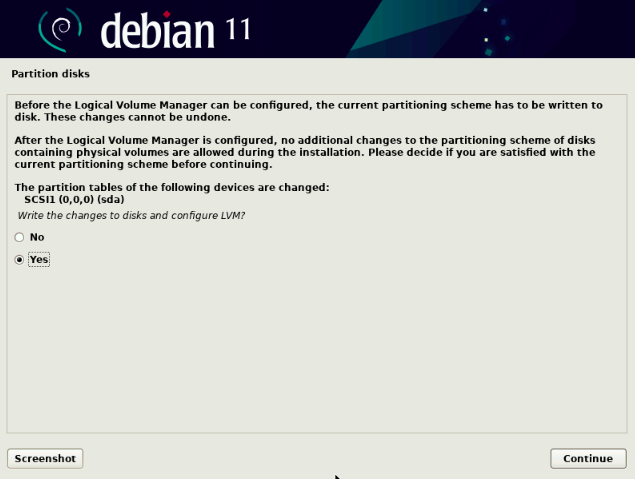 debian 11
Partition disks
Before the Logical Volume Manager can be configured, the current partitioning scheme has to be written to
disk. These changes cannot be undone.
After the Logical Volume Manager is configured, no additional changes to the partitioning scheme of disks
containing physical volumes are allowed during the installation. Please decide if you are satisfied with the
current partitioning scheme before continuing.
The partition tables of the following devices are changed:
SCSI1 (0,0,0) (sda)
Write the changes to disks and configure LVM?
No
Yes
Screenshot
Continue